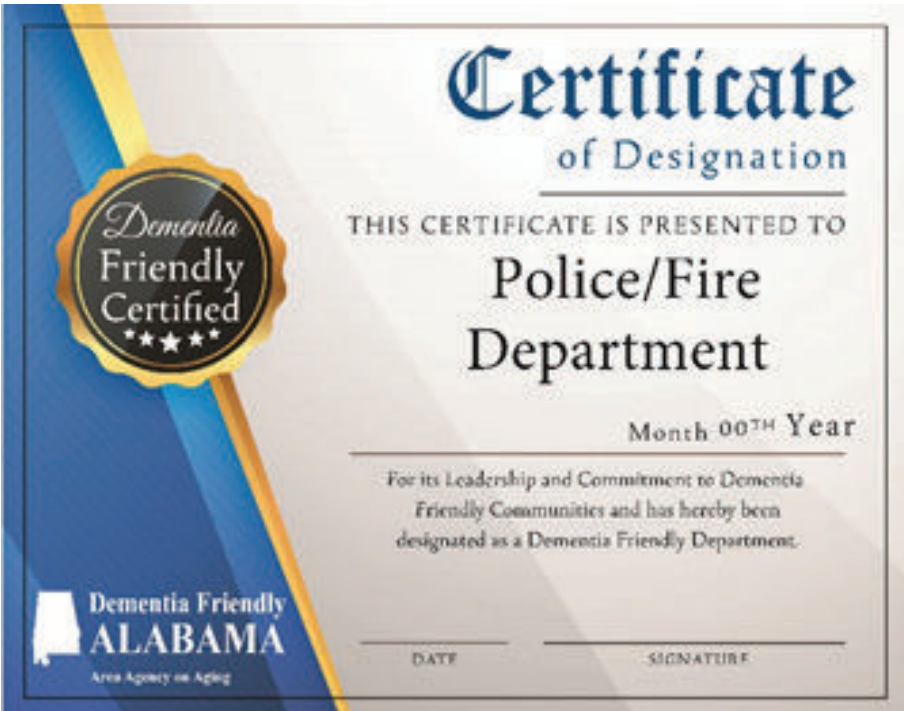 Certificate
of Designation
THIS CERTIFICATE IS PRESENTED TO
Police/Fire
Department
Month 00TH Year
For its Leadership and Commitment to Dementia
Friendly Communities and has hereby been
designated as a Dementia Friendly Department.
DATE
SIGNATURE
Dementia
Friendly
Certified
Dementia Friendly
ALABAMA
Area Agency on Aging